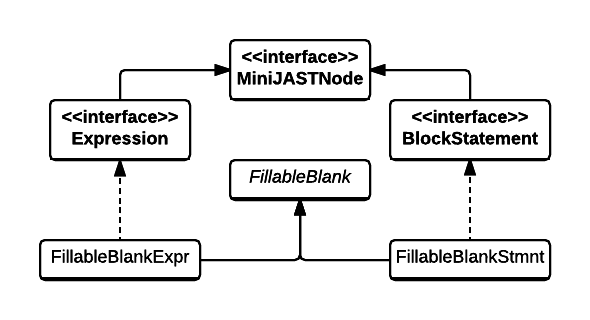 <<interface>>
MiniJASTNode
<<interface>>
Expression
<<interface>>
BlockStatement
FillableBlank
FillableBlankExpr
FillableBlankStmnt